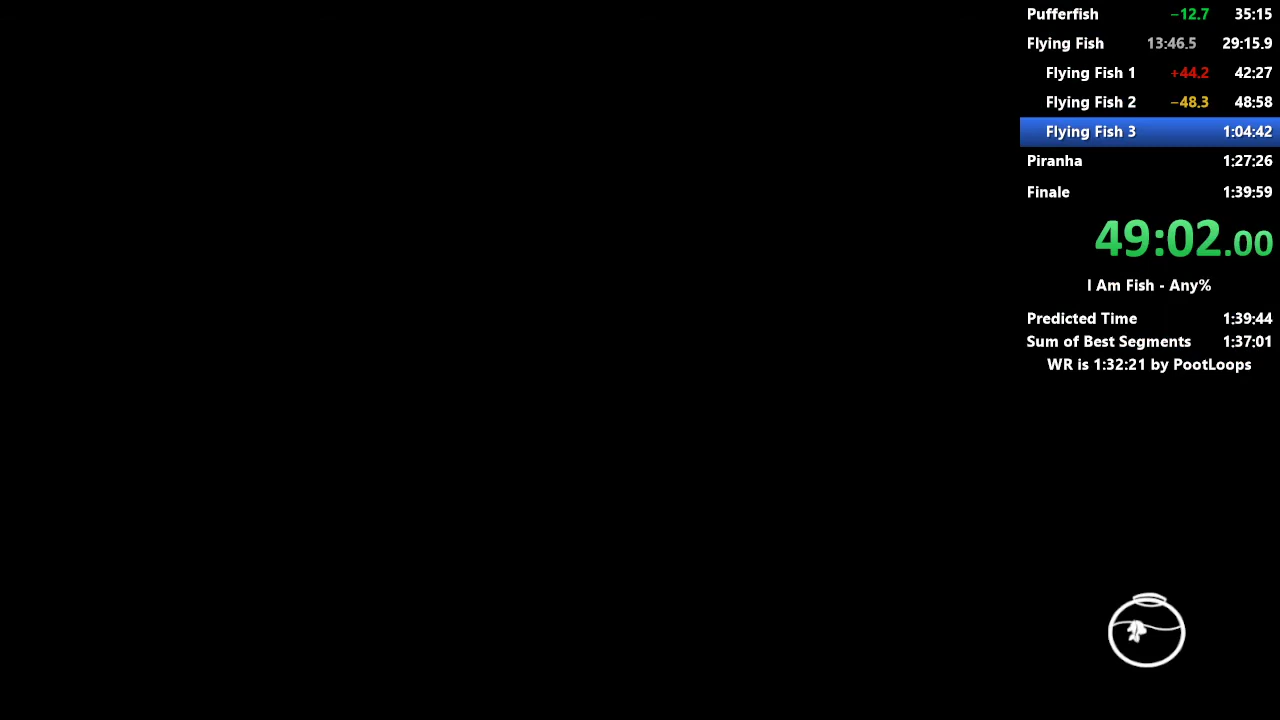 Pufferfish −12.7 35:15
Flying Fish 13:46.5 29:15.9
Flying Fish 1 +44.2 42:27
Flying Fish 2 −48.3 48:58
Flying Fish 3 1:04:42
Piranha 1:27:26
Finale 1:39:59
49:02.00
I Am Fish - Any%
Predicted Time 1:39:44
Sum of Best Segments 1:37:01
WR is 1:32:21 by PootLoops